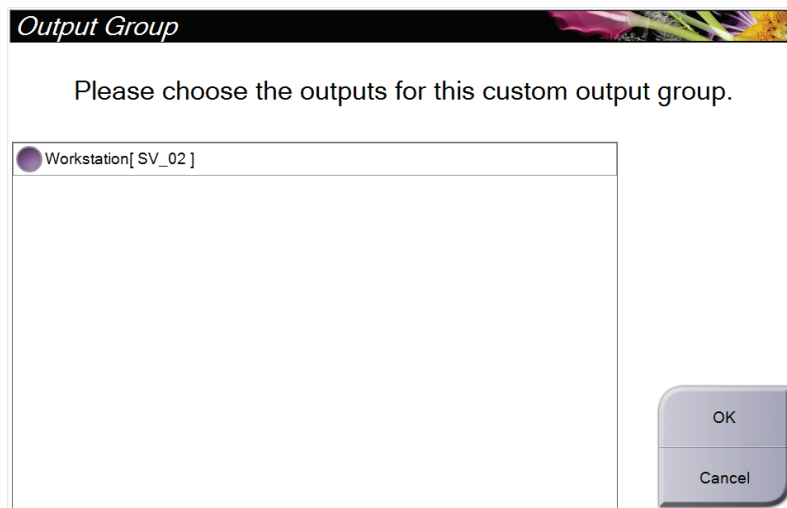 Output Group
Please choose the outputs for this custom output group.
Workstation[ SV_02 ]
OK
Cancel